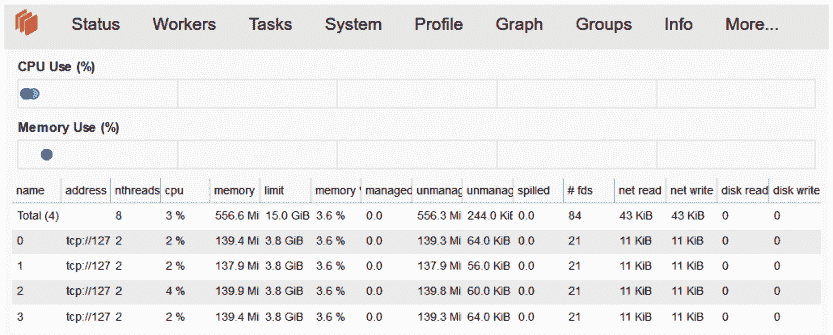 Status Workers Tasks System Profile Graph Groups Info More...
CPU Use (%)
Memory Use (%)
name address nthreads cpu memory limit memory managed unmanag unmanag spilled # fds net read net write disk read disk write
Total (4) 8 3 % 556.6 Mi 15.0 GiB 3.6 % 0.0 556.3 Mi 244.0 KiB 0.0 84 43 KiB 43 KiB 0 0
0 tcp://127 2 2 % 139.4 Mi 3.8 GiB 3.6 % 0.0 139.3 Mi 64.0 KiB 0.0 21 11 KiB 11 KiB 0 0
1 tcp://127 2 2 % 137.9 Mi 3.8 GiB 3.6 % 0.0 137.9 Mi 56.0 KiB 0.0 21 11 KiB 11 KiB 0 0
2 tcp://127 2 4 % 139.9 Mi 3.8 GiB 3.6 % 0.0 139.8 Mi 60.0 KiB 0.0 21 11 KiB 11 KiB 0 0
3 tcp://127 2 2 % 139.4 Mi 3.8 GiB 3.6 % 0.0 139.3 Mi 64.0 KiB 0.0 21 11 KiB 11 KiB 0 0